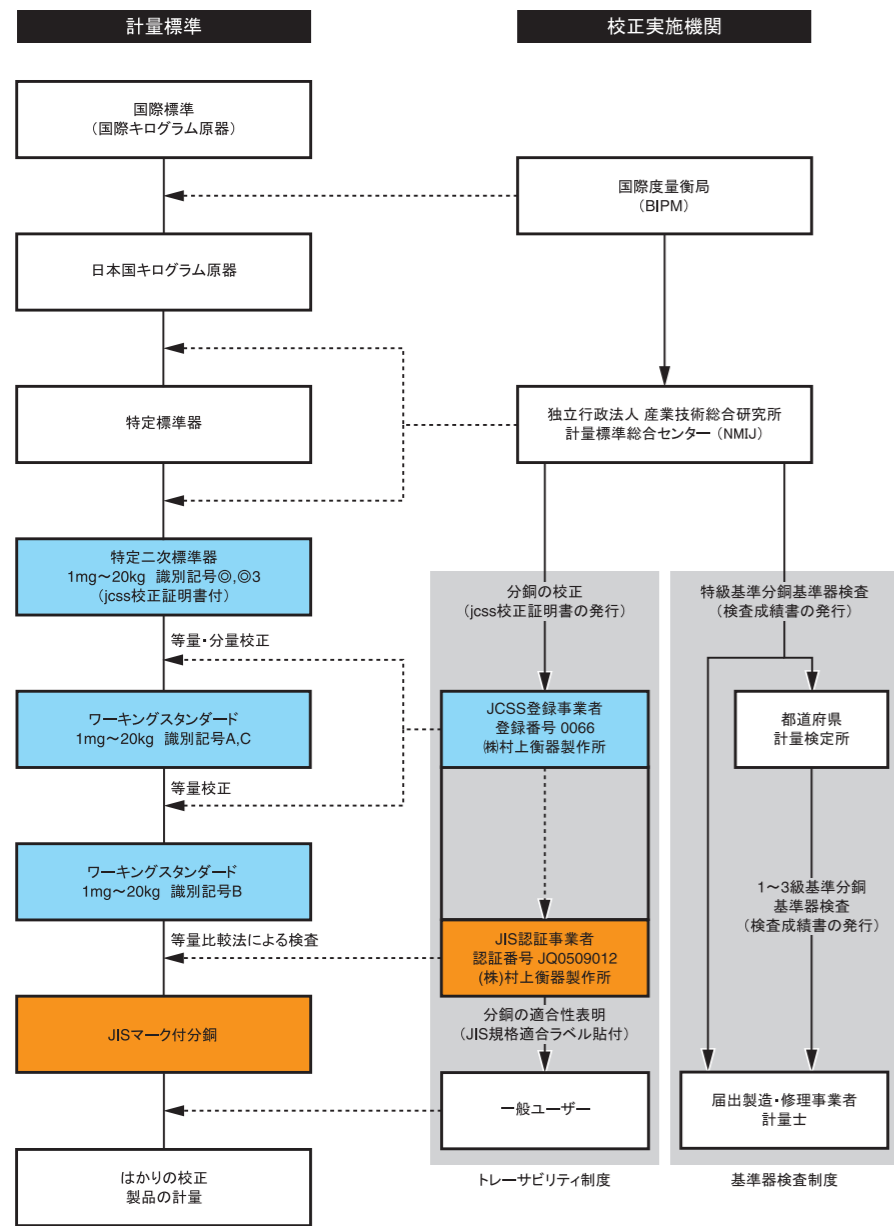 計量標準
校正実施機関
国際標準
（国際キログラム原器）
国際度量衡局
（BIPM）
日本国キログラム原器
特定標準器
独立行政法人 産業技術総合研究所
計量標準総合センター（NMIJ）
特定二次標準器
1mg～20kg 識別記号◎,◎3
（jcss校正証明書付）
分銅の校正
（jcss校正証明書の発行）
特級基準分銅基準器検査
（検査成績書の発行）
等量・分量校正
ワーキングスタンダード
1mg～20kg 識別記号A,C
JCSS登録事業者
登録番号 0066
㈱村上衡器製作所
都道府県
計量検定所
等量校正
ワーキングスタンダード
1mg～20kg 識別記号B
1～3級基準分銅
基準器検査
（検査成績書の発行）
等量比較法による検査
JIS認証事業者
認証番号 JQ0509012
(株)村上衡器製作所
JISマーク付分銅
分銅の適合性表明
（JIS規格適合ラベル貼付）
一般ユーザー
届出製造・修理事業者
計量士
はかりの校正
製品の計量
トレーサビリティ制度
基準器検査制度